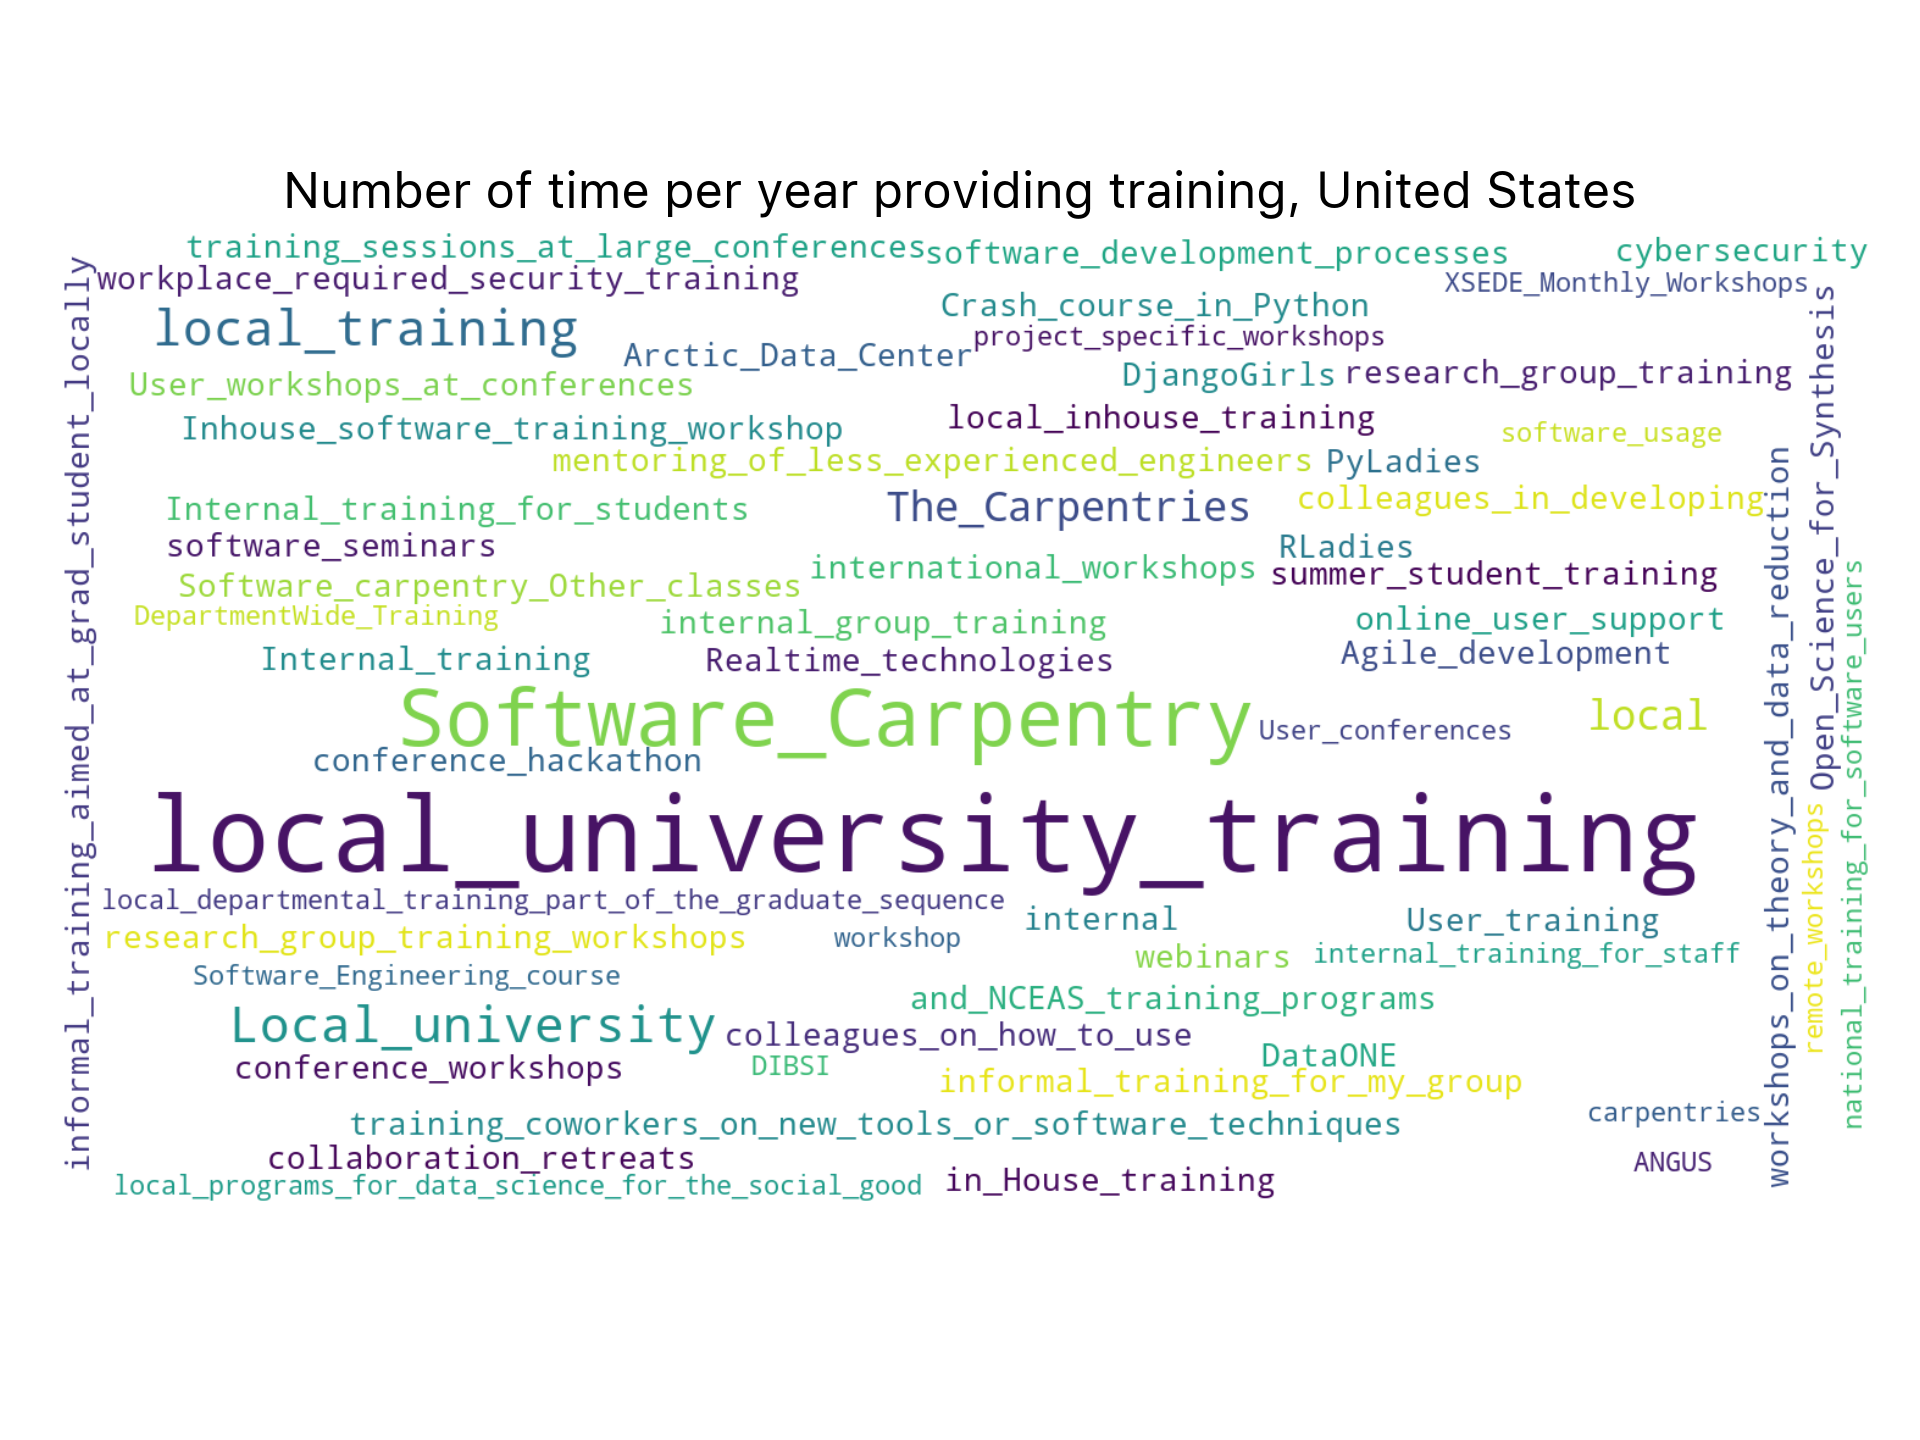 Number of time per year providing training, United States
training_sessions_at_large_conferences
software_development_processes
cybersecurity
workplace_required_security_training
XSEDE_Monthly_Workshops
Crash_course_in_Python
local_training
project_specific_workshops
Arctic_Data_Center
DjangoGirls
research_group_training
User_workshops_at_conferences
local_inhouse_training
Inhouse_software_training_workshop
software_usage
mentoring_of_less_experienced_engineers
PyLadies
colleagues_in_developing
Internal_training_for_students
The_Carpentries
software_seminars
RLadies
international_workshops
summer_student_training
Software_carpentry_Other_classes
DepartmentWide_Training
internal_group_training
online_user_support
Internal_training
Realtime_technologies
Agile_development
Software_Carpentry
User_conferences
local
conference_hackathon
local_university_training
local_departmental_training_part_of_the_graduate_sequence
internal
User_training
research_group_training_workshops
workshop
webinars
internal_training_for_staff
Software_Engineering_course
and_NCEAS_training_programs
Local_university
colleagues_on_how_to_use
conference_workshops
DIBSI
DataONE
informal_training_for_my_group
training_coworkers_on_new_tools_or_software_techniques
carpentries
collaboration_retreats
ANGUS
local_programs_for_data_science_for_the_social_good
in_House_training
informal_training_aimed_at_grad_student_locally
workshops_on_theory_and_data_reduction
Open_Science_for_Synthesis
remote_workshops
national_training_for_software_users